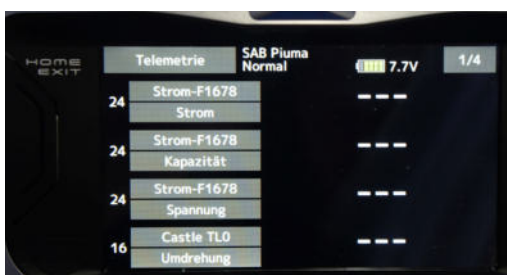 HOME
EXIT
Telemetrie
SAB Piuma
Normal
7.7V
1/4
24
Strom-F1678
Strom
---
24
Strom-F1678
Kapazität
---
24
Strom-F1678
Spannung
---
16
Castle TL0
Umdrehung
---